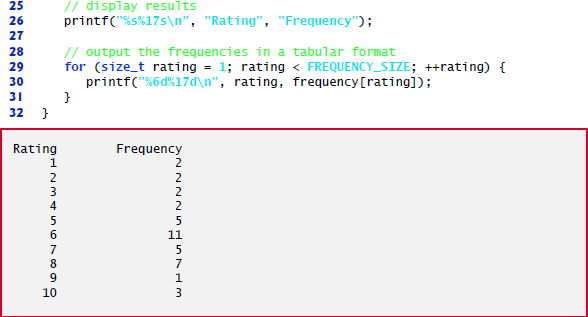 25 // display results
26 printf("%s%17s\n", "Rating", "Frequency");
27
28 // output the frequencies in a tabular format
29 for (size_t rating = 1; rating < FREQUENCY_SIZE; ++rating) {
30 printf("%6d%17d\n", rating, frequency[rating]);
31 }
32 }
Rating Frequency
1 2
2 2
3 2
4 2
5 5
6 11
7 5
8 7
9 1
10 3